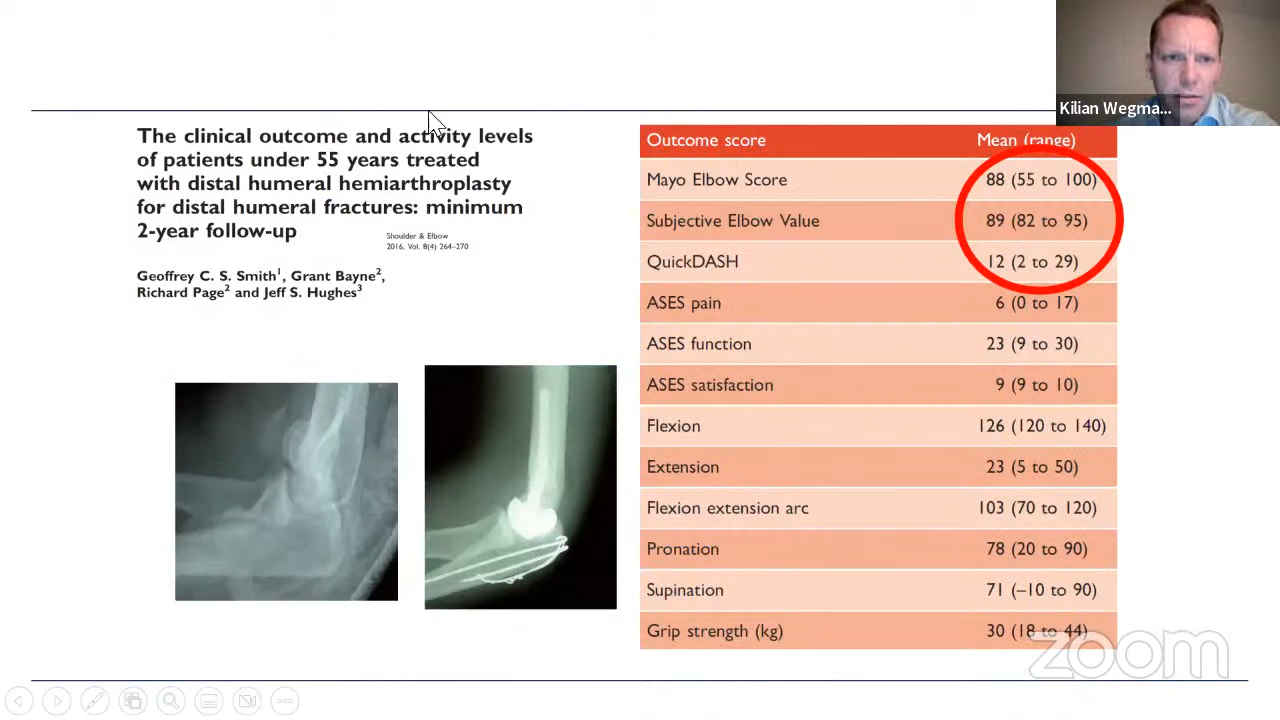 Kilian Wegma...
The clinical outcome and activity levels
of patients under 55 years treated
with distal humeral hemiarthroplasty
for distal humeral fractures: minimum
2-year follow-up
Shoulder & Elbow
2016, Vol. 8(4) 264–270
Geoffrey C. S. Smith1, Grant Bayne2,
Richard Page2 and Jeff S. Hughes3
Outcome score Mean (range)
Mayo Elbow Score 88 (55 to 100)
Subjective Elbow Value 89 (82 to 95)
QuickDASH 12 (2 to 29)
ASES pain 6 (0 to 17)
ASES function 23 (9 to 30)
ASES satisfaction 9 (9 to 10)
Flexion 126 (120 to 140)
Extension 23 (5 to 50)
Flexion extension arc 103 (70 to 120)
Pronation 78 (20 to 90)
Supination 71 (–10 to 90)
Grip strength (kg) 30 (18 to 44)
zoom